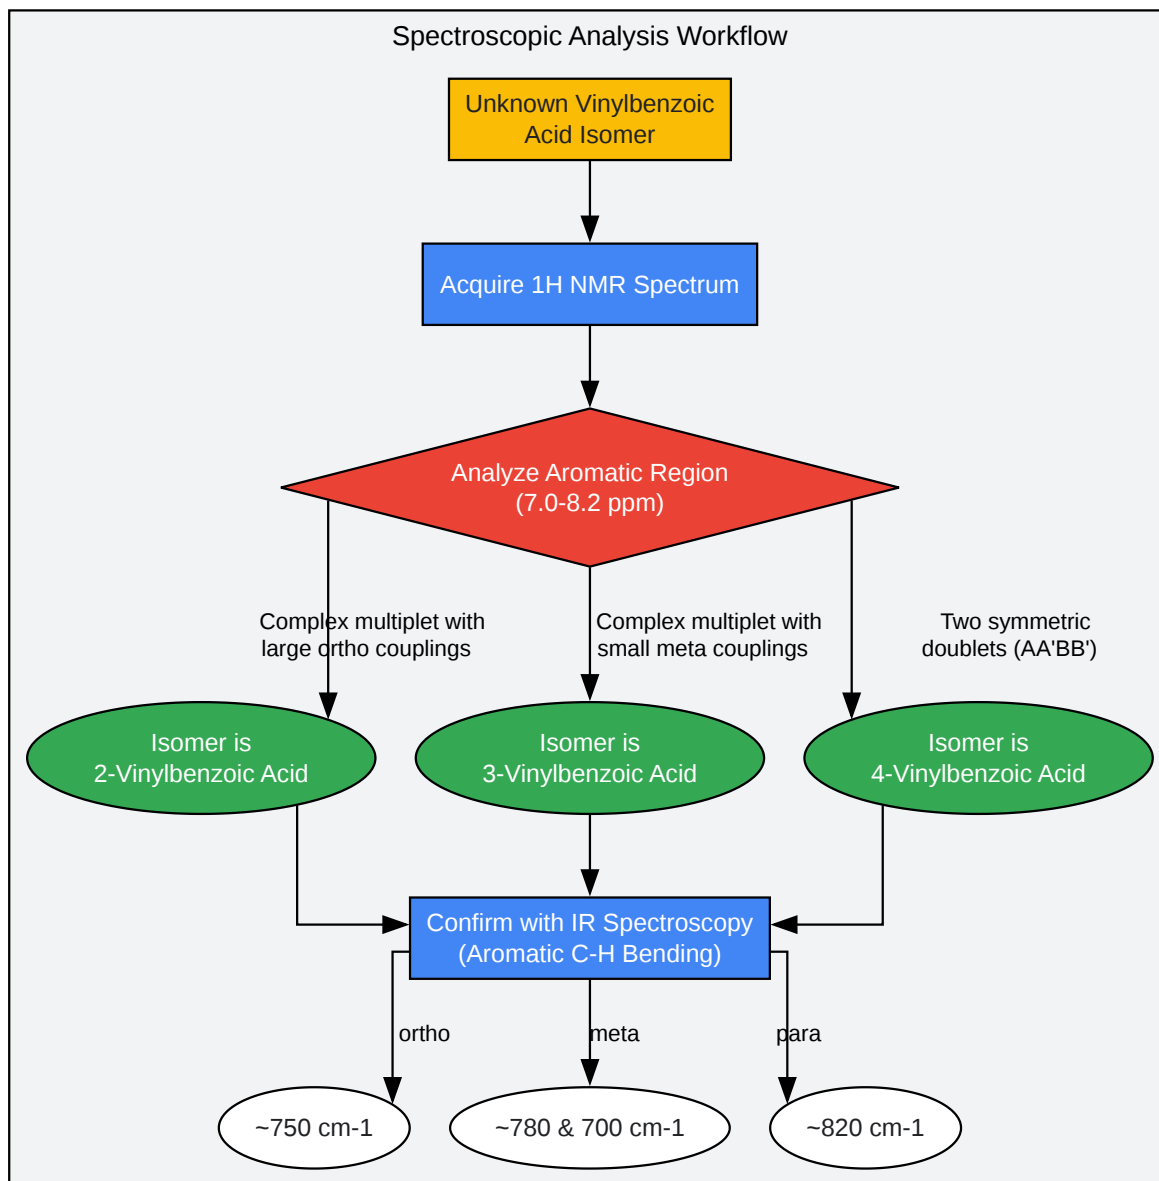 Spectroscopic Analysis Workflow
Unknown Vinylbenzoic
Acid Isomer
Acquire 1H NMR Spectrum
Analyze Aromatic Region
(7.0-8.2 ppm)
Complex multiplet with
large ortho couplings
Complex multiplet with
small meta couplings
Two symmetric
doublets (AA'BB')
Isomer is
2-Vinylbenzoic Acid
Isomer is
3-Vinylbenzoic Acid
Isomer is
4-Vinylbenzoic Acid
Confirm with IR Spectroscopy
(Aromatic C-H Bending)
ortho
meta
para
~750 cm-1
~780 & 700 cm-1
~820 cm-1